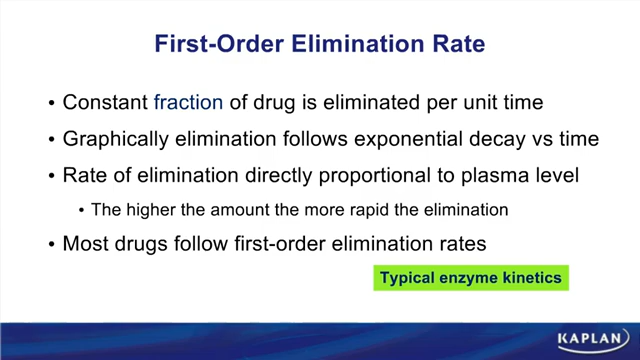 First-Order Elimination Rate
• Constant fraction of drug is eliminated per unit time
• Graphically elimination follows exponential decay vs time
• Rate of elimination directly proportional to plasma level
• The higher the amount the more rapid the elimination
• Most drugs follow first-order elimination rates
Typical enzyme kinetics
KAPLAN